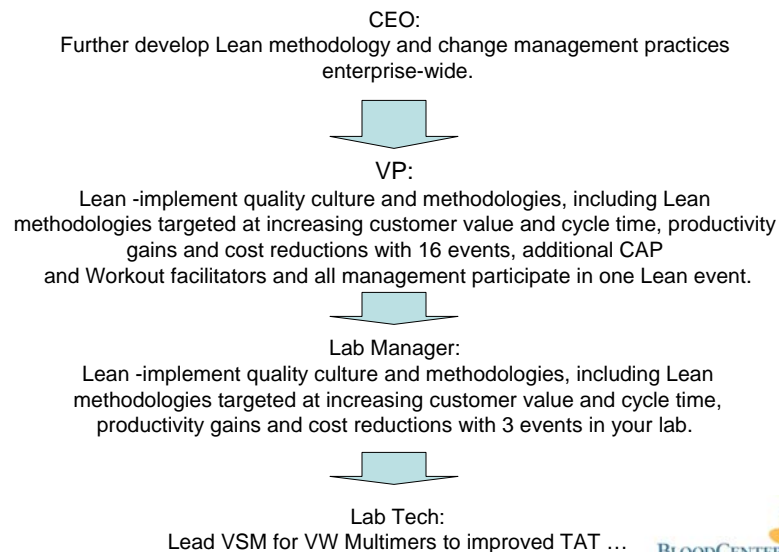 CEO:
Further develop Lean methodology and change management practices
enterprise-wide.
VP:
Lean -implement quality culture and methodologies, including Lean
methodologies targeted at increasing customer value and cycle time, productivity
gains and cost reductions with 16 events, additional CAP
and Workout facilitators and all management participate in one Lean event.
Lab Manager:
Lean -implement quality culture and methodologies, including Lean
methodologies targeted at increasing customer value and cycle time,
productivity gains and cost reductions with 3 events in your lab.
Lab Tech:
Lead VSM for VW Multimers to improved TAT …
BLOODCENTER